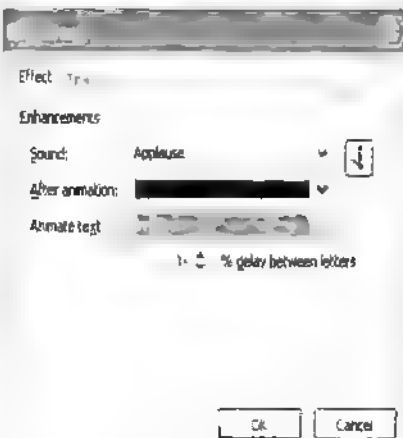 Effect
Enhancements
Sound: Applause
After animation:
Animate text
% delay between letters
OK Cancel